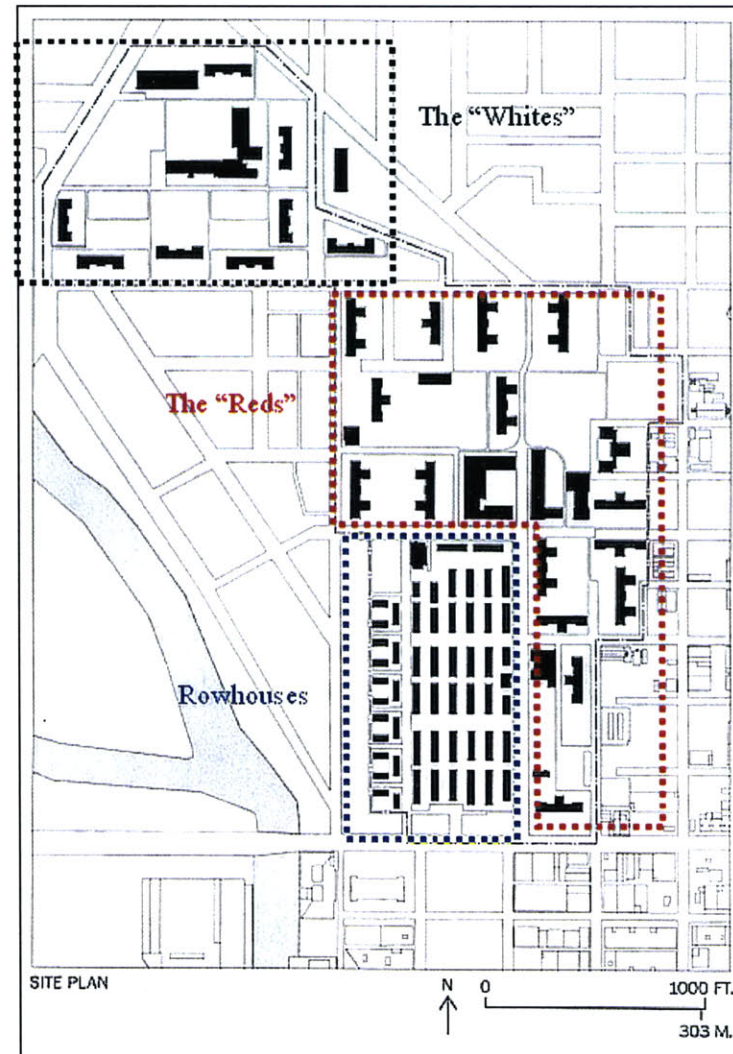 The “Whites”
The “Reds”
Rowhouses
SITE PLAN
N 0 1000 FT.
303 M.